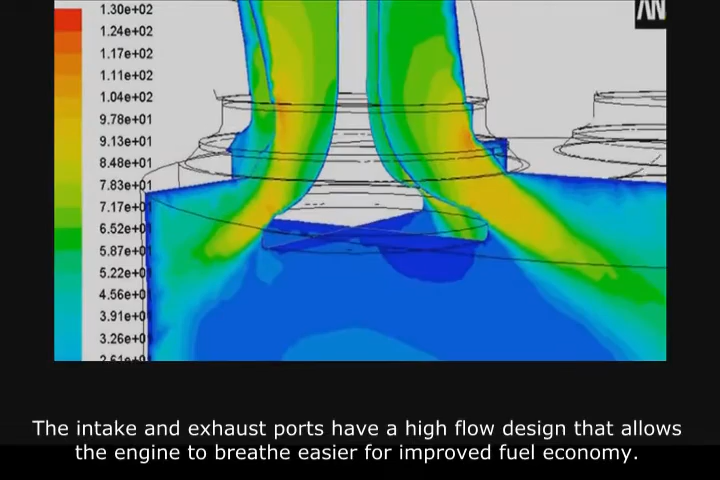 1.30e+02
1.24e+02
1.17e+02
1.11e+02
1.04e+02
9.78e+01
9.13e+01
8.48e+01
7.83e+01
7.17e+01
6.52e+01
5.87e+01
5.22e+01
4.56e+01
3.91e+01
3.26e+01
2.61e+01
The intake and exhaust ports have a high flow design that allows
the engine to breathe easier for improved fuel economy.